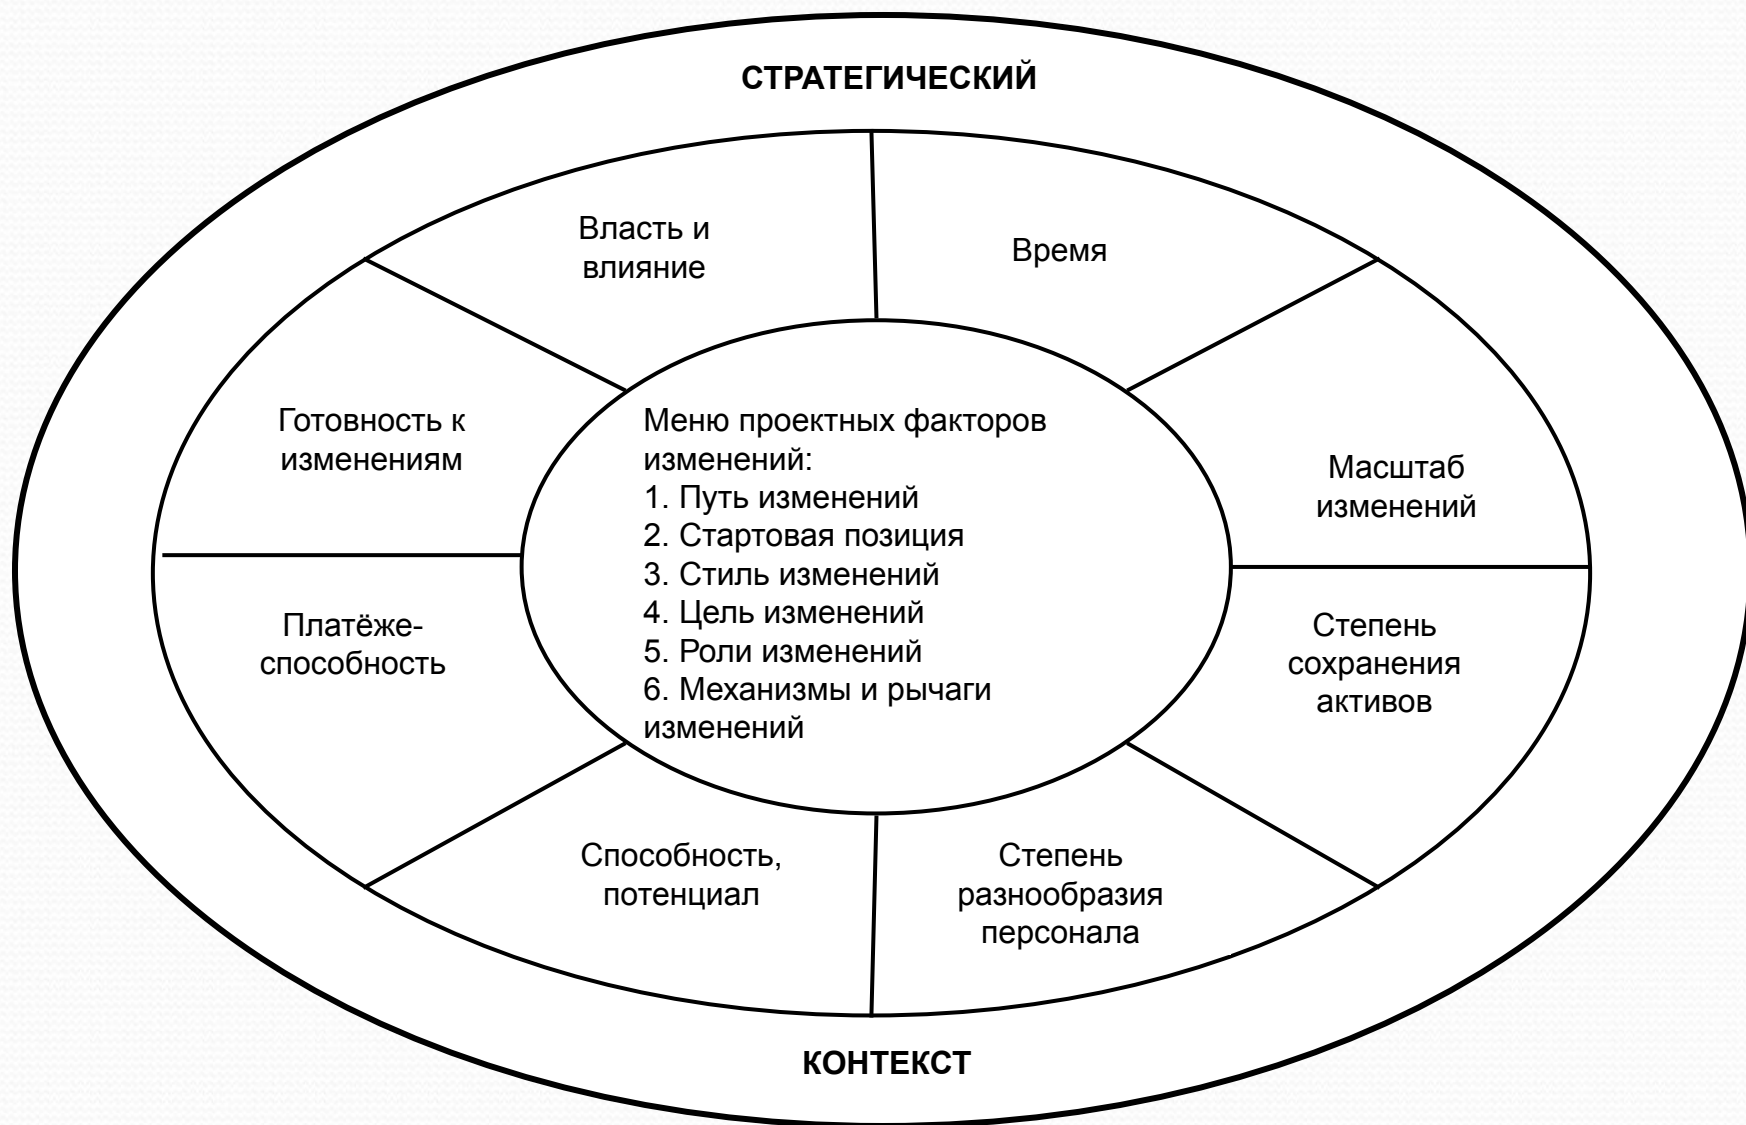 СТРАТЕГИЧЕСКИЙ
Власть и
влияние
Время
Готовность к
изменениям
Меню проектных факторов
изменений:
1. Путь изменений
2. Стартовая позиция
3. Стиль изменений
4. Цель изменений
5. Роли изменений
6. Механизмы и рычаги
изменений
Масштаб
изменений
Платёже-
способность
Степень
сохранения
активов
Способность,
потенциал
Степень
разнообразия
персонала
КОНТЕКСТ